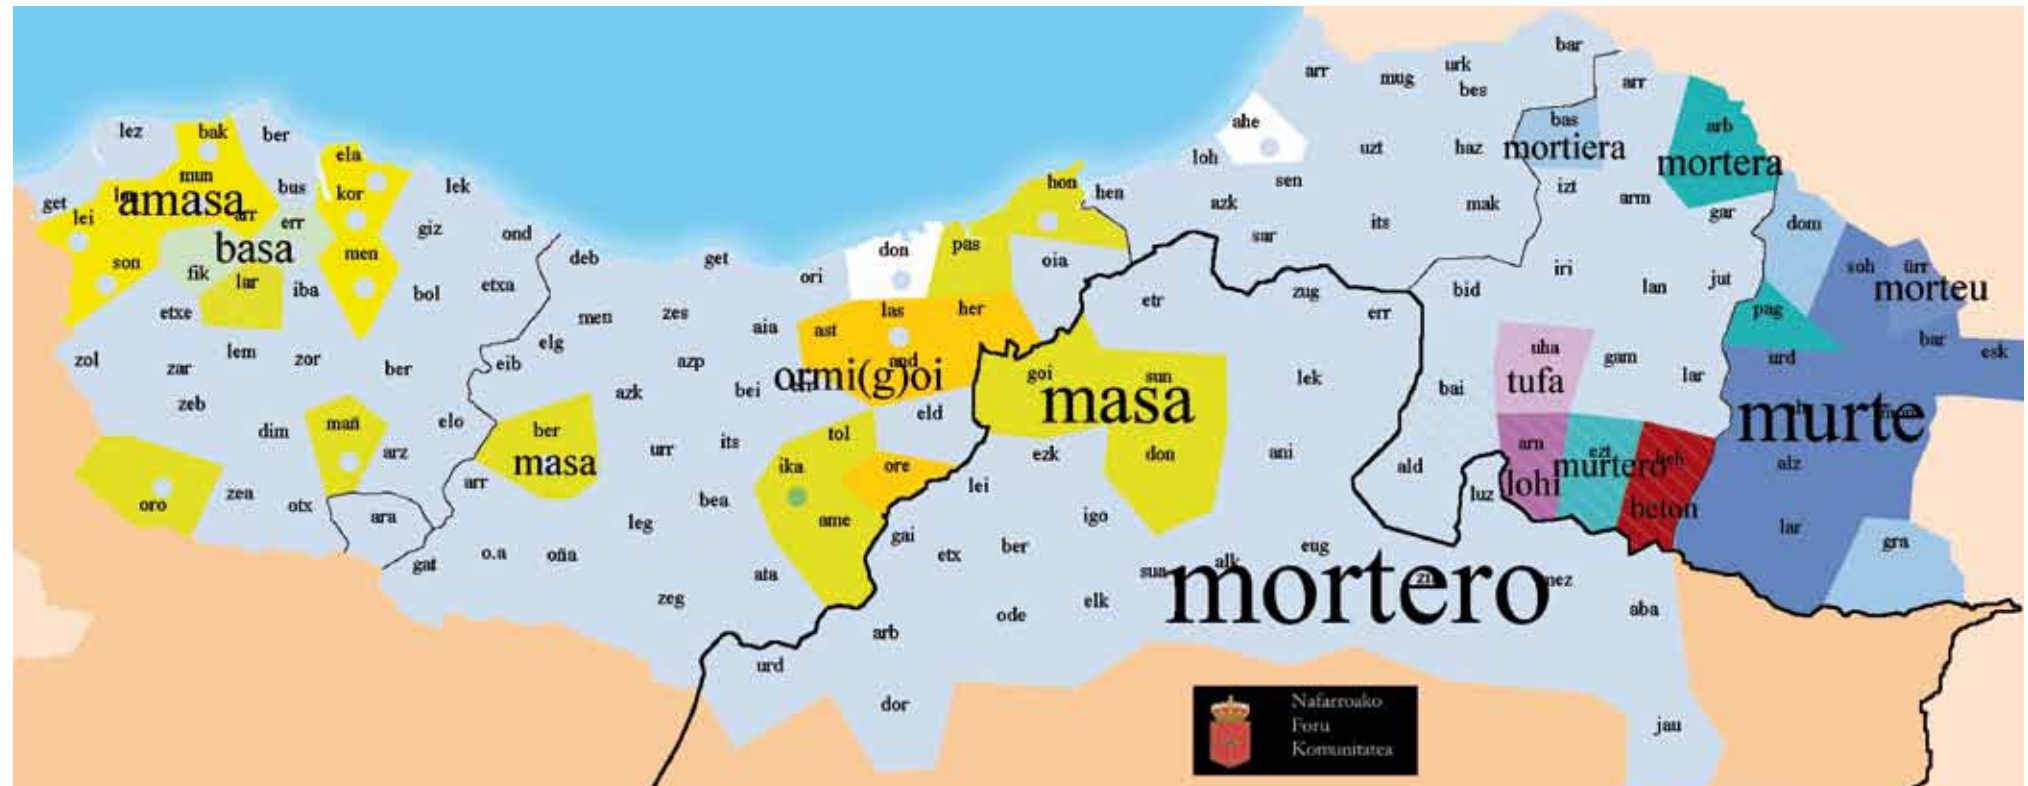 lez
bak
ber
ela
mun
bus
kor
lek
get
lei
amasa
arr
err
giz
ond
basa
men
son
fik
lar
iba
bol
etxa
etxe
lem
zor
zol
zar
ber
zeb
dim
mañ
elo
arz
oro
zea
otx
ara
arr
gat
deb
get
ori
don
pas
hon
hen
oia
men
zes
aia
ast
las
her
elg
eib
azp
ormi(g)oi
bei
azk
eld
ber
masa
urr
its
tol
ika
ore
bea
ame
leg
o.a
oña
ata
zeg
gai
etx
ber
lei
ezk
igo
goi
sun
masa
don
etr
zug
err
lek
ani
eug
sua
alk
mortero
mez
elk
ode
arb
urd
dor
aba
jau
arr
mug
urk
bes
bar
arr
ahe
loh
uzt
haz
bas
mortiera
arb
mortera
sen
azk
its
mak
izt
arm
gar
sar
dom
iri
bid
lan
jut
soh
ürr
morteu
pag
bar
esk
uha
tufa
gam
lar
urd
bai
murte
arn
ezt
murtero
lohi
beton
ald
luz
alz
lar
gra
Nafarroako
Foru
Komunitatea